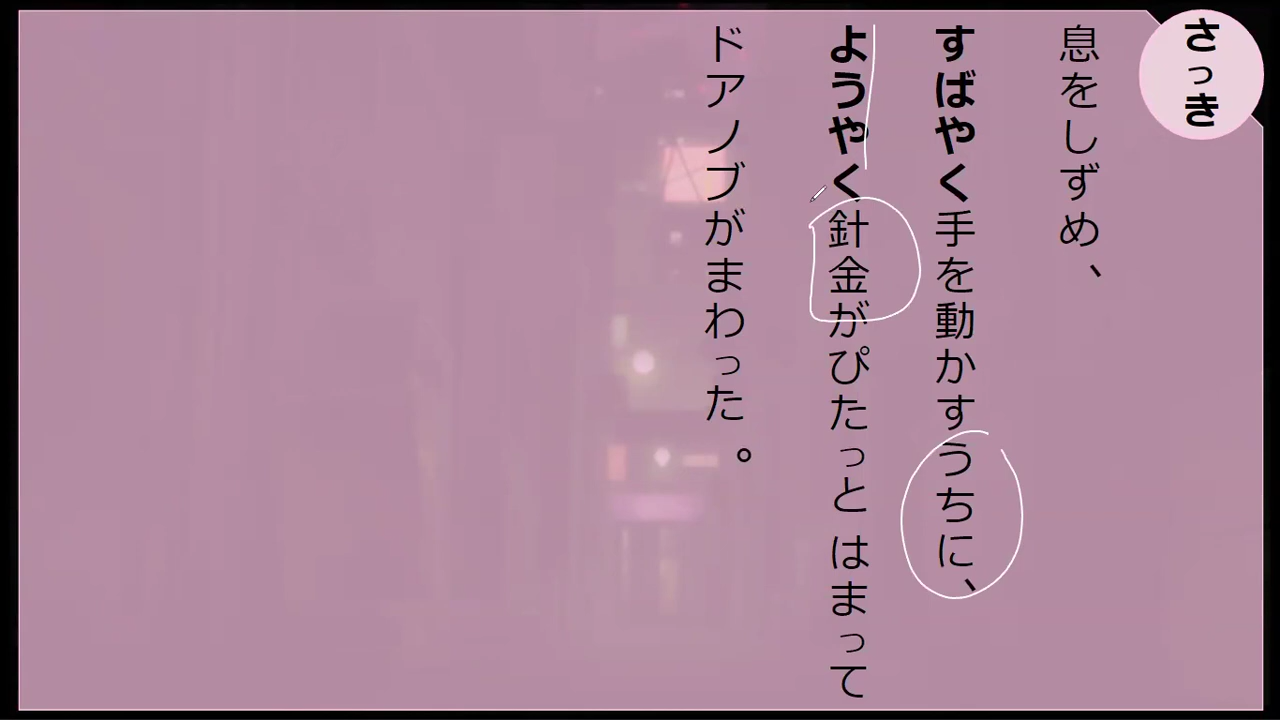 さっき
息をしずめ、
すばやく手を動かすうちに、
ようやく針金がぴたっと はまって
ドアノブがまわった。